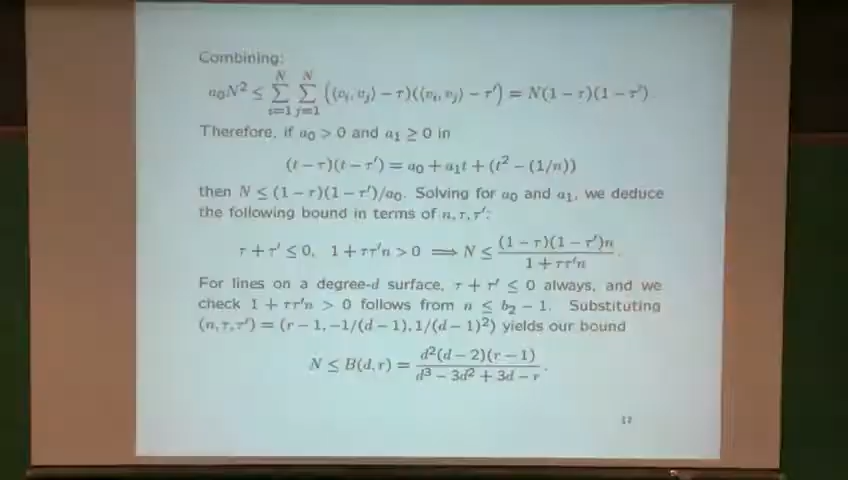 Combining:
a₀N² ≤ ∑_{i=1}^{N} ∑_{j=1}^{N} (⟨v_i, v_j⟩ − τ)(⟨v_i, v_j⟩ − τ′) = N(1 − τ)(1 − τ′).
Therefore, if a₀ > 0 and a₁ ≥ 0 in
(t − τ)(t − τ′) = a₀ + a₁t + (t² − (1/n))
then N ≤ (1 − τ)(1 − τ′)/a₀. Solving for a₀ and a₁, we deduce
the following bound in terms of n, τ, τ′:
τ + τ′ ≤ 0, 1 + ττ′n > 0 ⟹ N ≤ (1 − τ)(1 − τ′)n / (1 + ττ′n).
For lines on a degree-d surface, τ + τ′ ≤ 0 always, and we
check 1 + ττ′n > 0 follows from n ≤ b₂ − 1. Substituting
(n, τ, τ′) = (r − 1, −1/(d − 1), 1/(d − 1)²) yields our bound
N ≤ B(d, r) = d²(d − 2)(r − 1) / (d³ − 3d² + 3d − r).